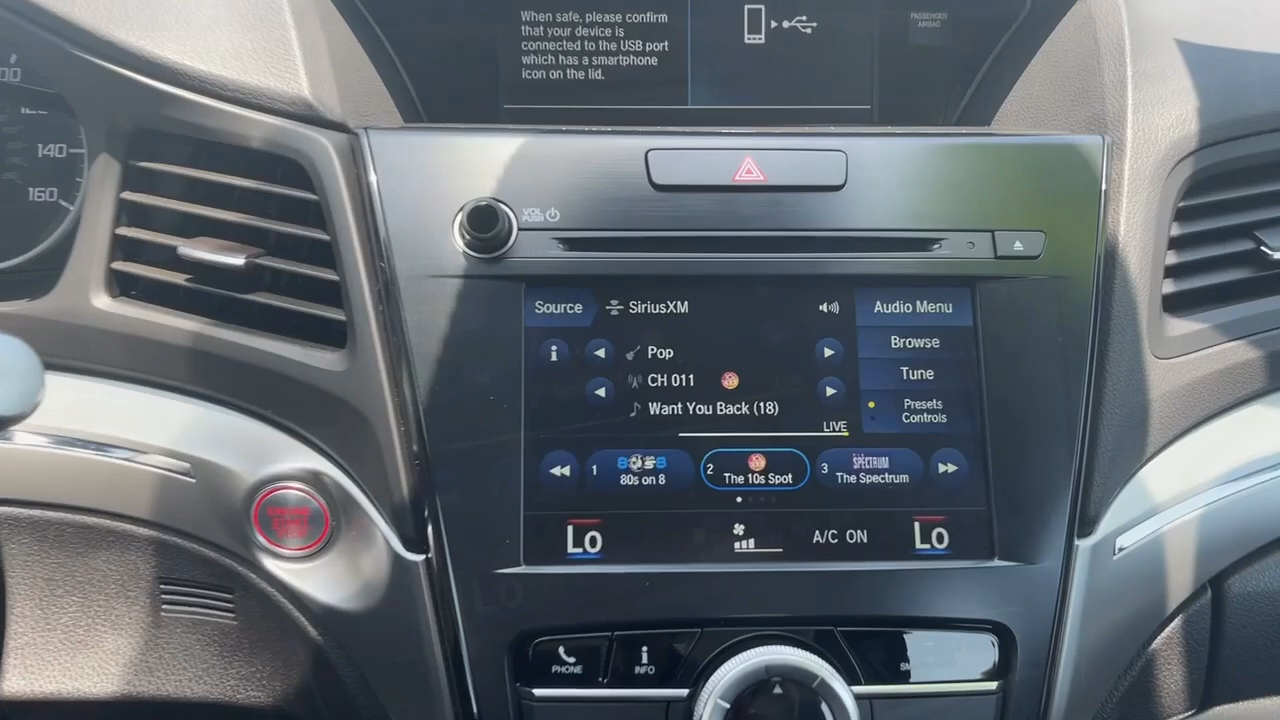 When safe, please confirm
that your device is
connected to the USB port
which has a smartphone
icon on the lid.
PASSENGER
AIRBAG
140
160
VOL
PUSH
Source
SiriusXM
Audio Menu
Browse
Pop
Tune
CH 011
Want You Back (18)
Presets
Controls
LIVE
1
80s on 8
2
The 10s Spot
3
SPECTRUM
The Spectrum
Lo
A/C ON
Lo
PHONE
INFO